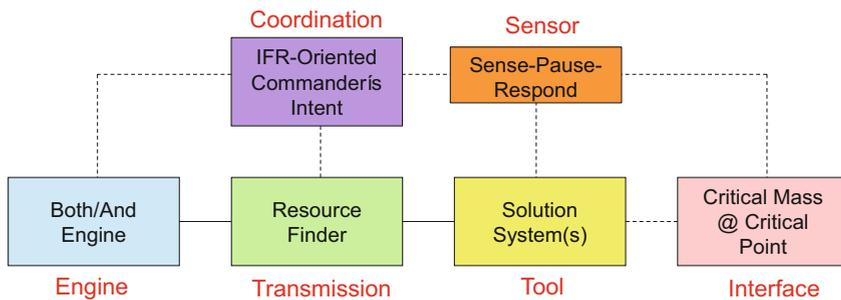 Coordination
Sensor
IFR-Oriented
Commanderís
Intent
Sense-Pause-
Respond
Both/And
Engine
Resource
Finder
Solution
System(s)
Critical Mass
@ Critical
Point
Engine
Transmission
Tool
Interface